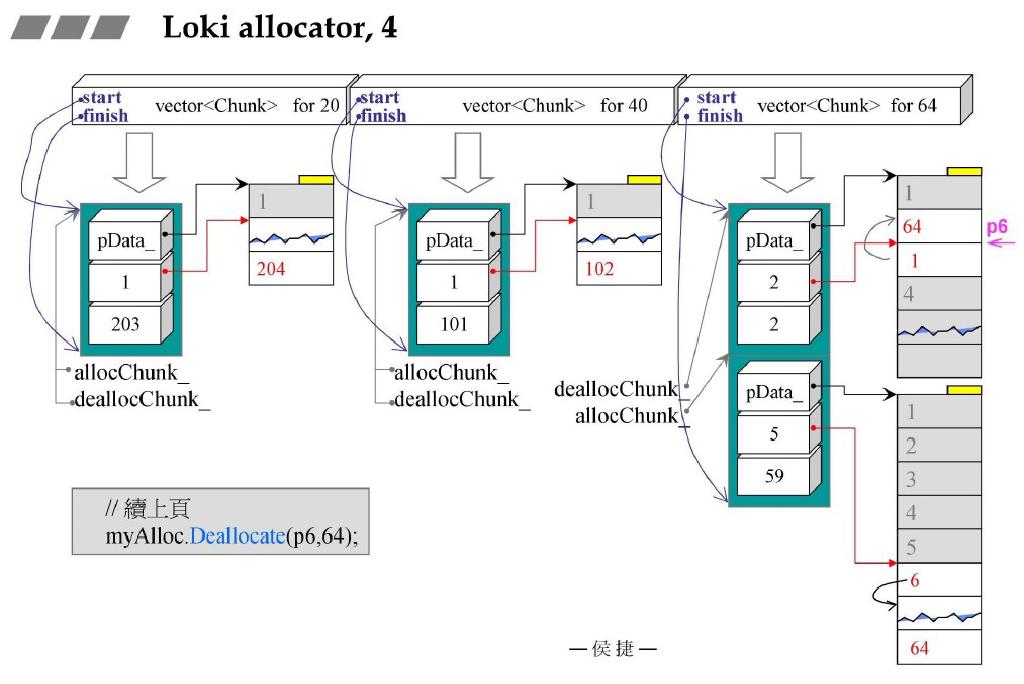 Loki allocator, 4
start
finish
vector<Chunk> for 20
start
finish
vector<Chunk> for 40
start
finish
vector<Chunk> for 64
pData_
1
203
allocChunk_
deallocChunk_
1
204
pData_
1
101
allocChunk_
deallocChunk_
1
102
pData_
2
2
deallocChunk_
allocChunk_
pData_
5
59
1
64
p6
1
4
1
2
3
4
5
6
64
// 續上頁
myAlloc.Deallocate(p6,64);
— 侯 捷 —